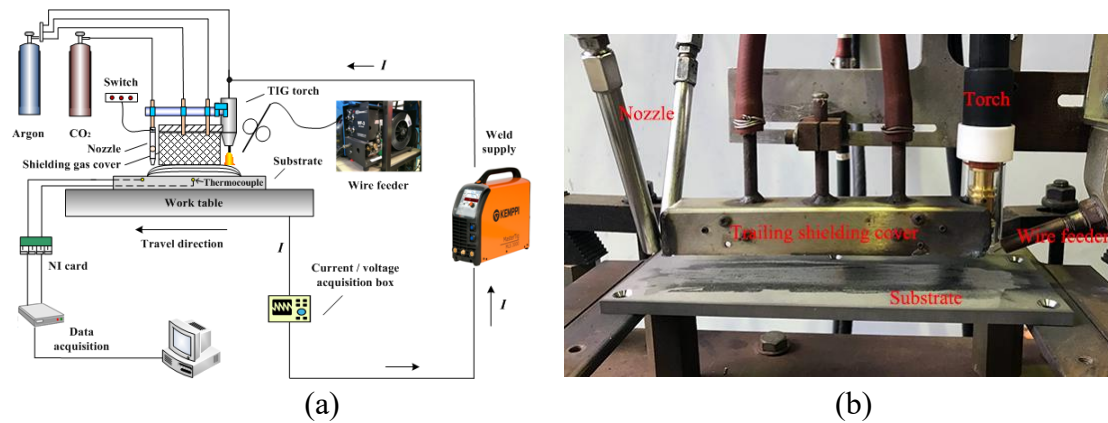 I
TIG torch
Switch
Argon
CO₂
Nozzle
Shielding gas cover
Substrate
Thermocouple
Wire feeder
Weld
supply
KEMPPI
Work table
Travel direction
I
NI card
Current / voltage
acquisition box
I
Data
acquisition
(a)
Nozzle
Torch
Trailing shielding cover
Wire feeder
Substrate
(b)